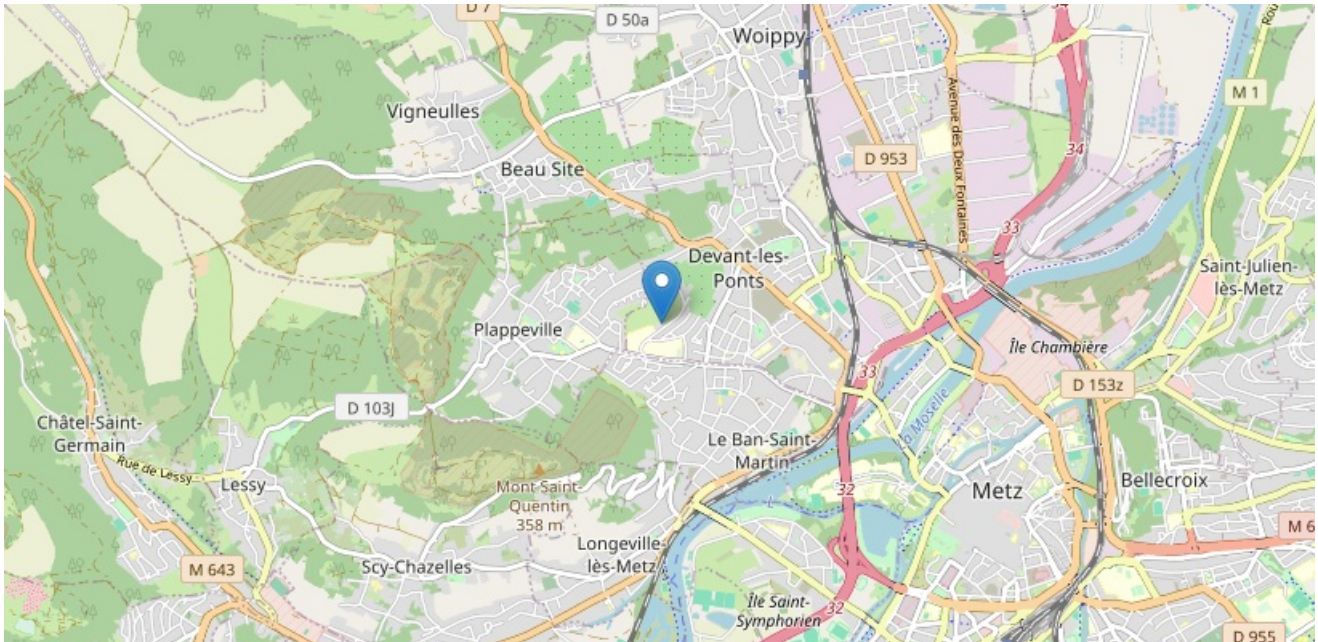 D 7
D 50a
Woippy
34
M 1
Vigneulles
Avenue des Deux Fontaines
34
D 953
Beau Site
33
Devant-les-
Ponts
Saint-Julien-
lès-Metz
Plappeville
Île Chambière
33
D 153z
D 103J
La Moselle
Châtel-Saint-
Germain
Le Ban-Saint-
Martin
Rue de Lessy
Lessy
Mont Saint-
Quentin
358 m
32
Metz
Bellecroix
M 6
Longeville-
lès-Metz
M 643
Scy-Chazelles
Île Saint-
Symphorien
32
D 955